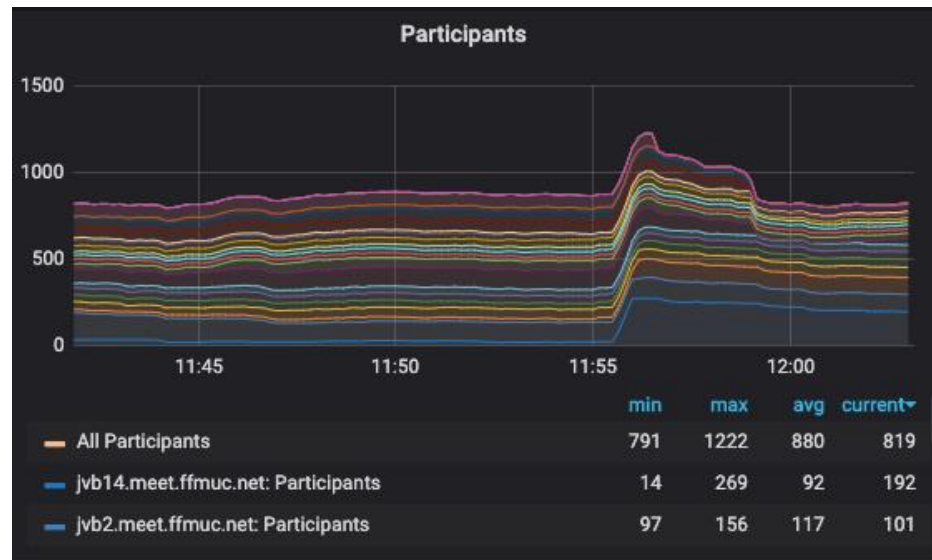 Participants
1500
1000
500
0
11:45 11:50 11:55 12:00
min max avg current
All Participants 791 1222 880 819
jvb14.meet.ffmuc.net: Participants 14 269 92 192
jvb2.meet.ffmuc.net: Participants 97 156 117 101